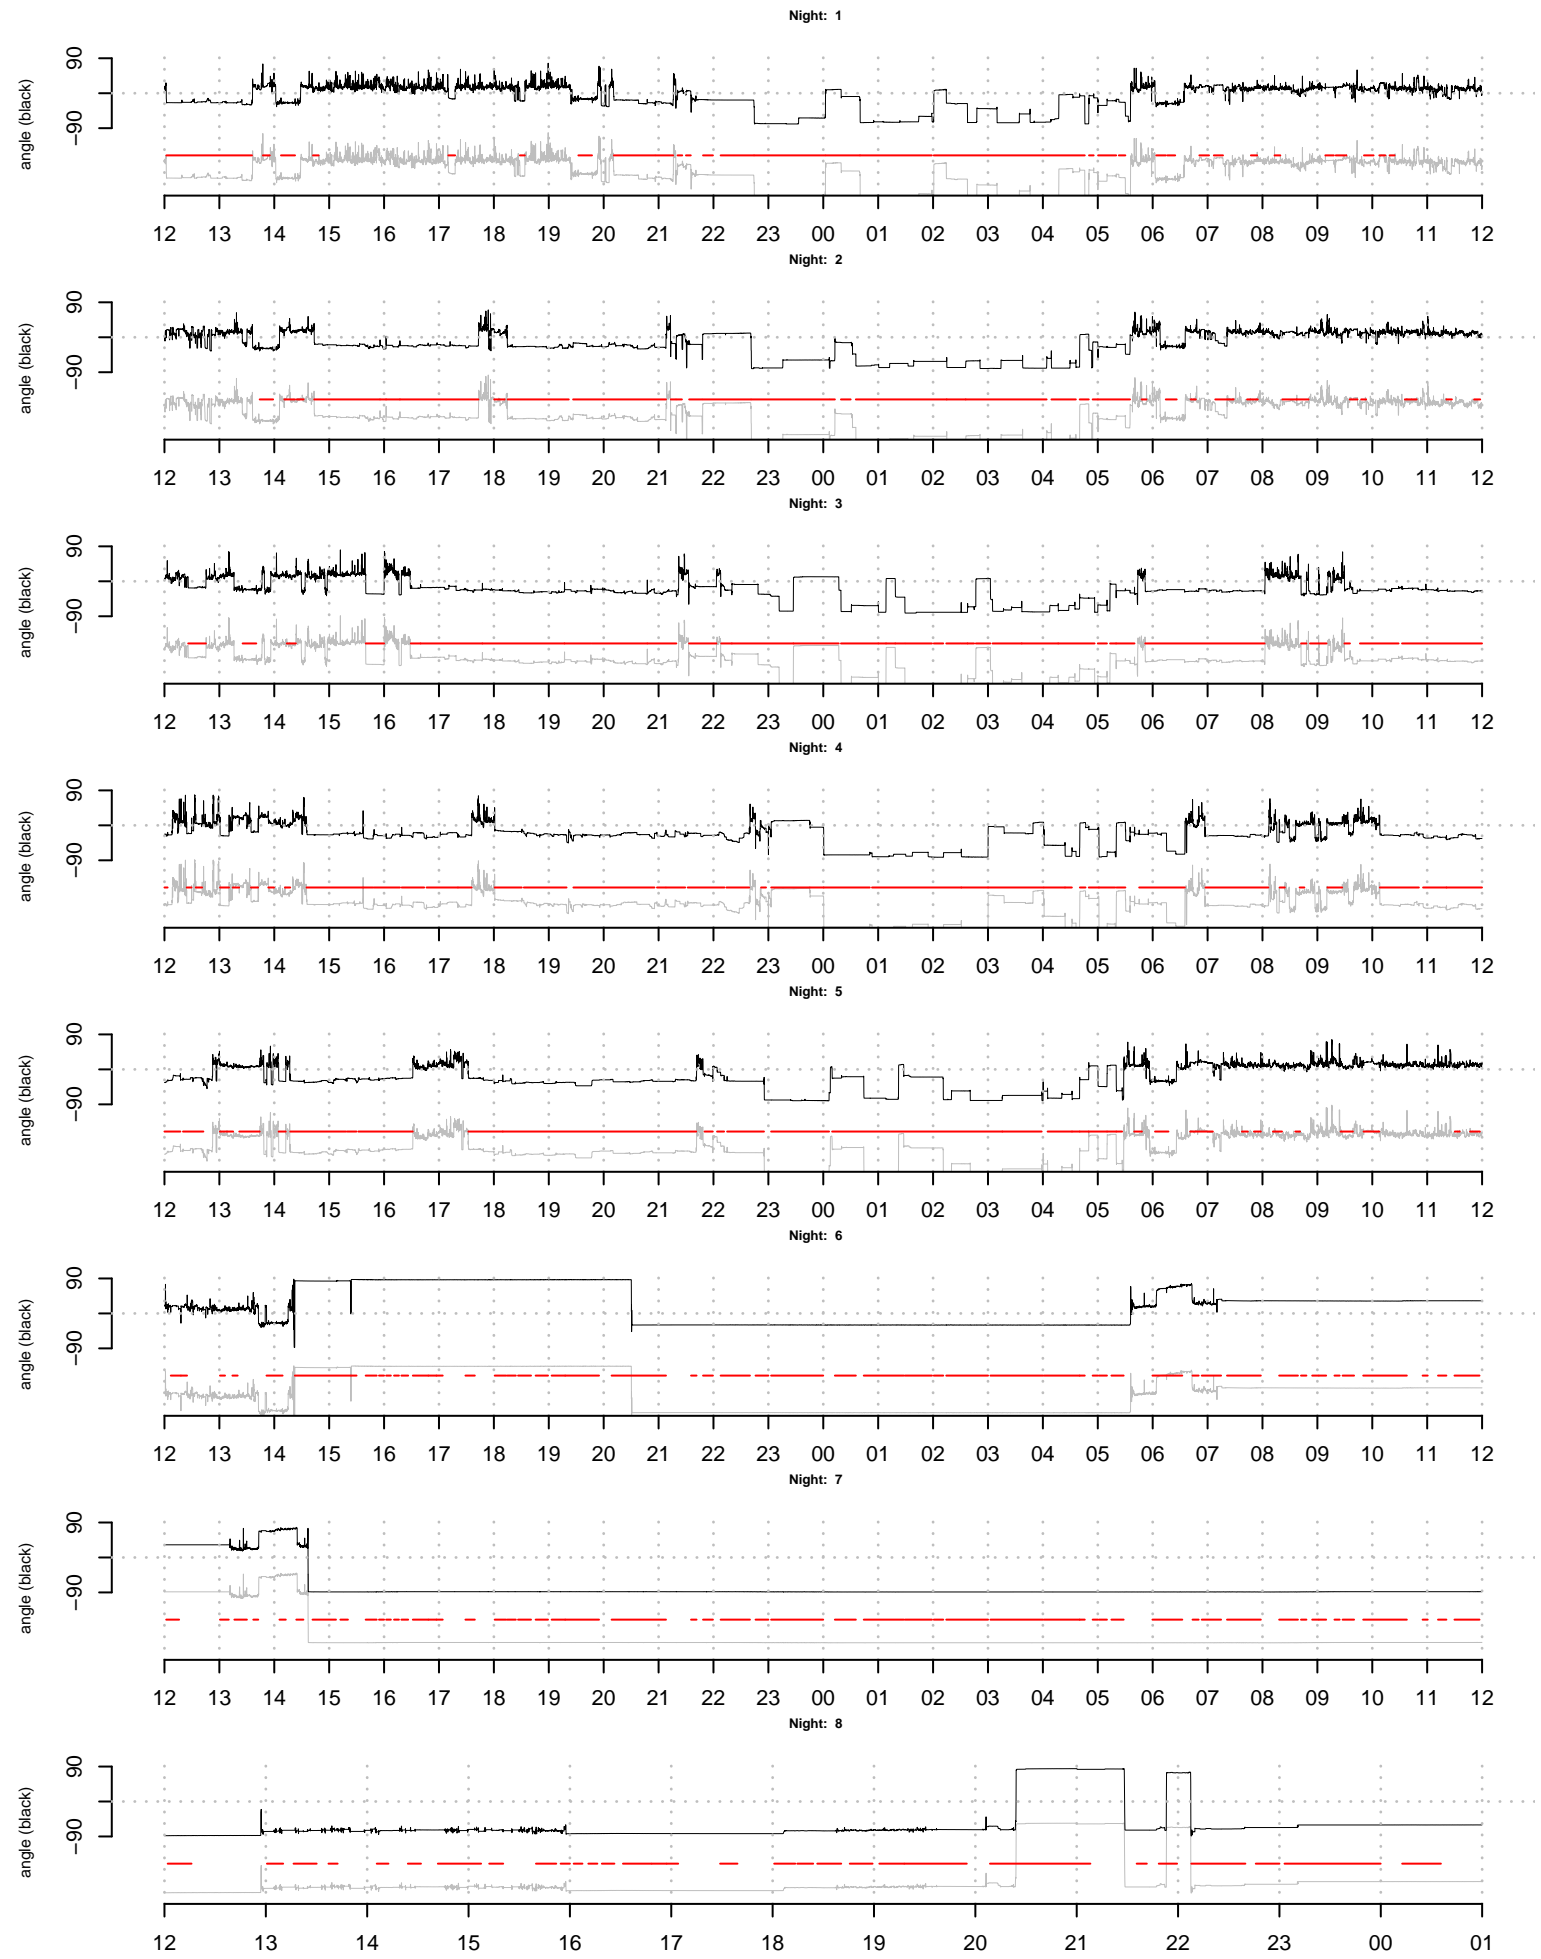 Night: 1
90
-90
angle (black)
12 13 14 15 16 17 18 19 20 21 22 23 00 01 02 03 04 05 06 07 08 09 10 11 12
Night: 2
90
-90
angle (black)
12 13 14 15 16 17 18 19 20 21 22 23 00 01 02 03 04 05 06 07 08 09 10 11 12
Night: 3
90
-90
angle (black)
12 13 14 15 16 17 18 19 20 21 22 23 00 01 02 03 04 05 06 07 08 09 10 11 12
Night: 4
90
-90
angle (black)
12 13 14 15 16 17 18 19 20 21 22 23 00 01 02 03 04 05 06 07 08 09 10 11 12
Night: 5
90
-90
angle (black)
12 13 14 15 16 17 18 19 20 21 22 23 00 01 02 03 04 05 06 07 08 09 10 11 12
Night: 6
90
-90
angle (black)
12 13 14 15 16 17 18 19 20 21 22 23 00 01 02 03 04 05 06 07 08 09 10 11 12
Night: 7
90
-90
angle (black)
12 13 14 15 16 17 18 19 20 21 22 23 00 01 02 03 04 05 06 07 08 09 10 11 12
Night: 8
90
-90
angle (black)
12 13 14 15 16 17 18 19 20 21 22 23 00 01